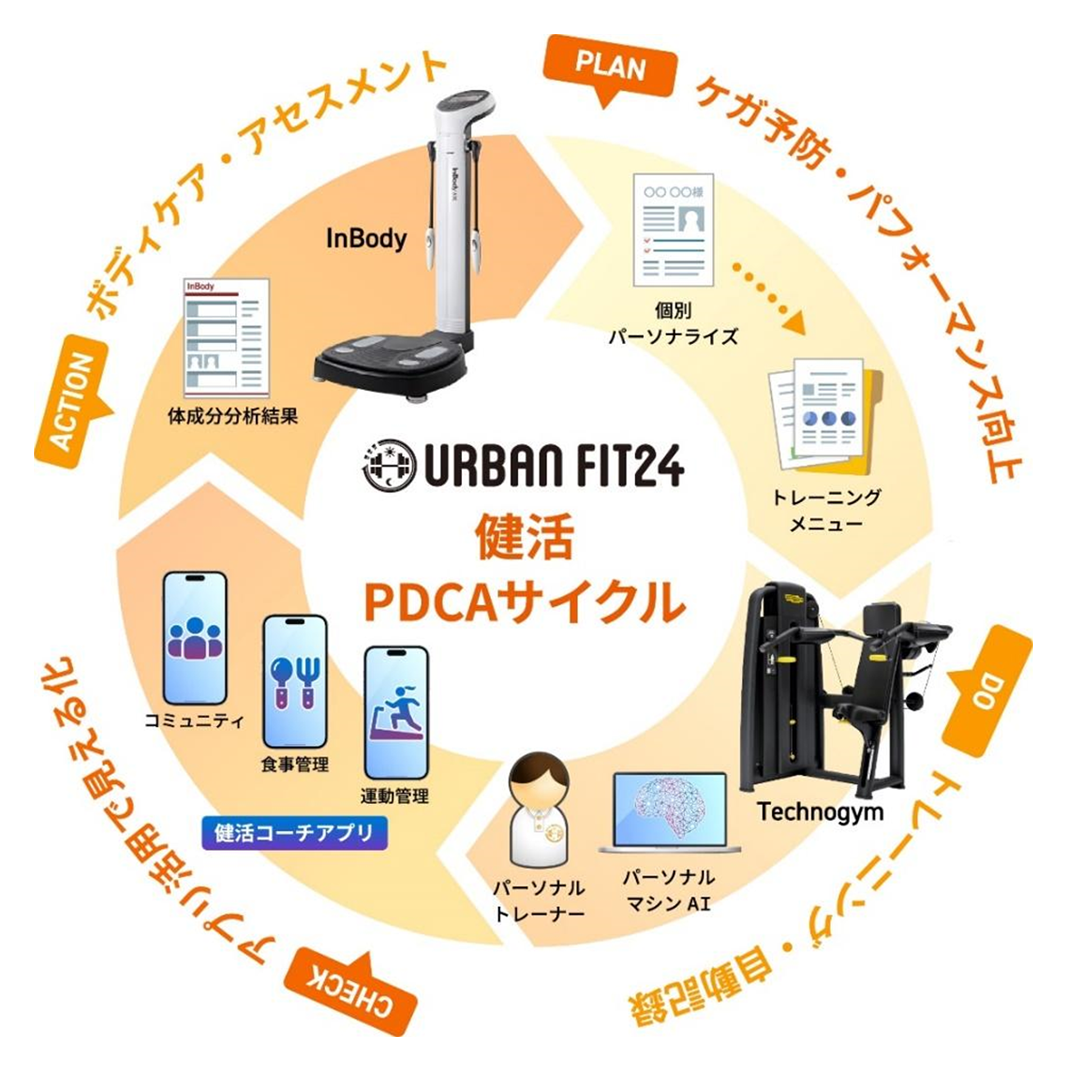 PLAN
ケガ予防・パフォーマンス向上
○○ ○○様
個別
パーソナライズ
トレーニング
メニュー
DO
トレーニング・自動記録
Technogym
パーソナル
マシン AI
パーソナル
トレーナー
CHECK
アプリ活用で見える化
コミュニティ
食事管理
運動管理
健活コーチアプリ
ACTION
ボディケア・アセスメント
InBody
InBody
InBody
体成分分析結果
URBAN FIT24
健活
PDCAサイクル